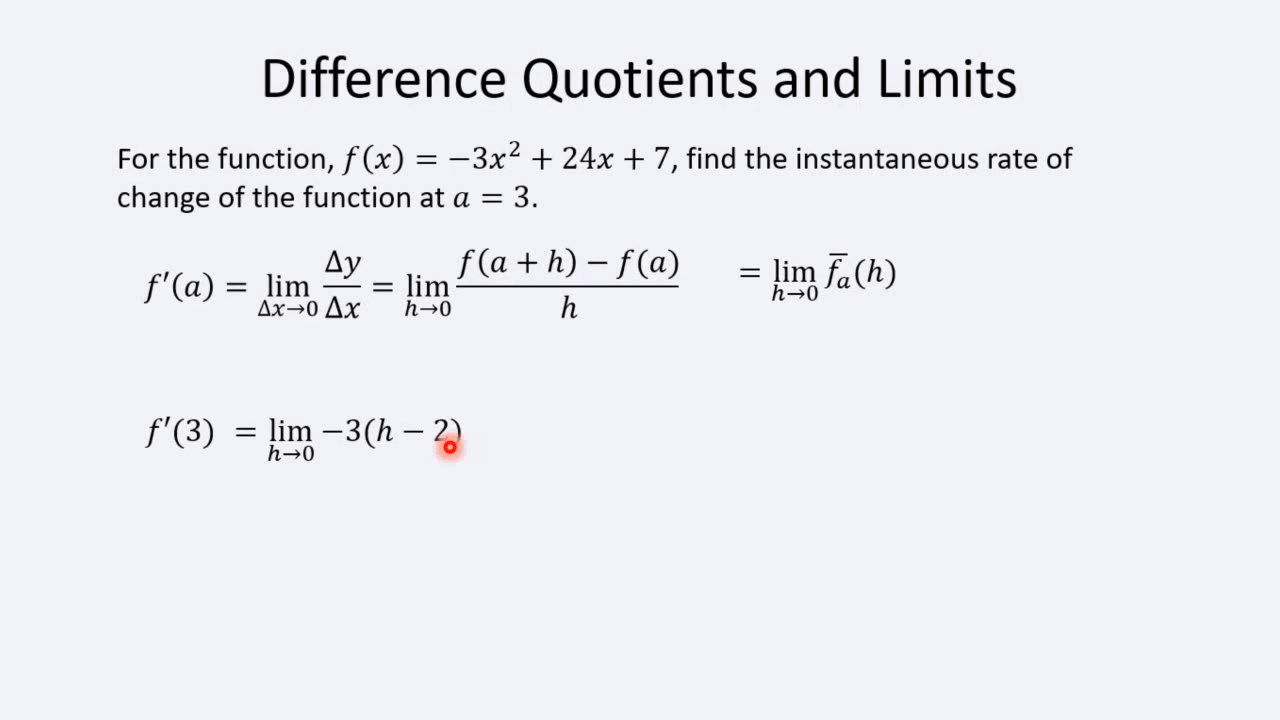 Difference Quotients and Limits
For the function, f(x) = −3x² + 24x + 7, find the instantaneous rate of
change of the function at a = 3.
f′(a) = lim_{Δx→0} Δy/Δx = lim_{h→0} (f(a + h) − f(a))/h = lim_{h→0} f̅ₐ(h)
f′(3) = lim_{h→0} −3(h − 2)